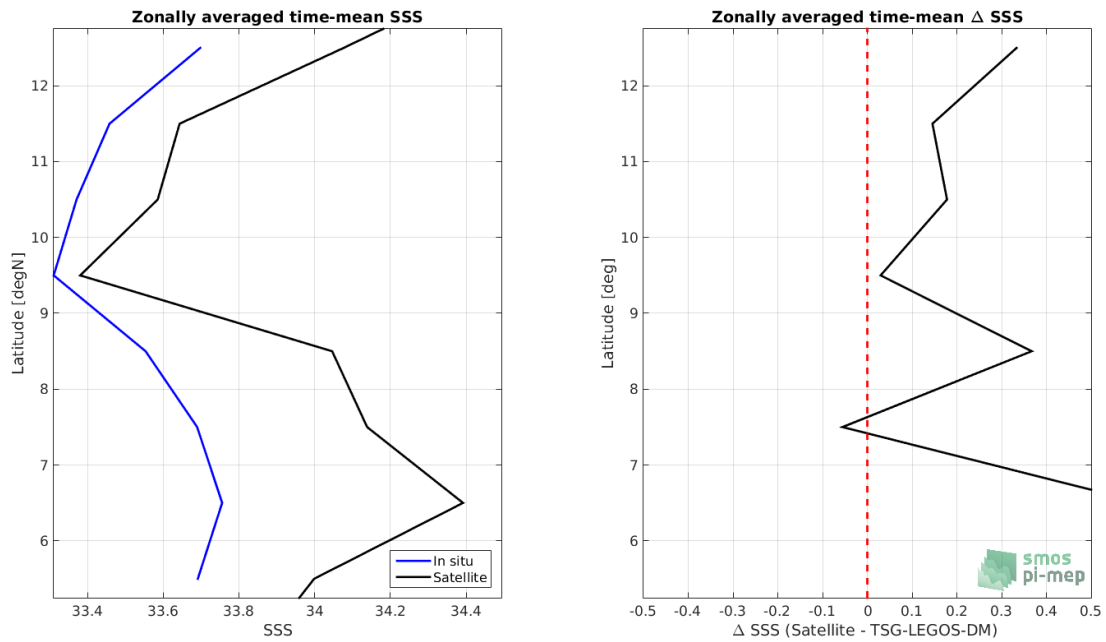 Zonally averaged time-mean SSS
12
11
10
9
8
7
6
Latitude [degN]
In situ
Satellite
33.4 33.6 33.8 34 34.2 34.4
SSS
Zonally averaged time-mean Δ SSS
12
11
10
9
8
7
6
Latitude [deg]
smos
pi-mep
-0.5 -0.4 -0.3 -0.2 -0.1 0 0.1 0.2 0.3 0.4 0.5
Δ SSS (Satellite - TSG-LEGOS-DM)